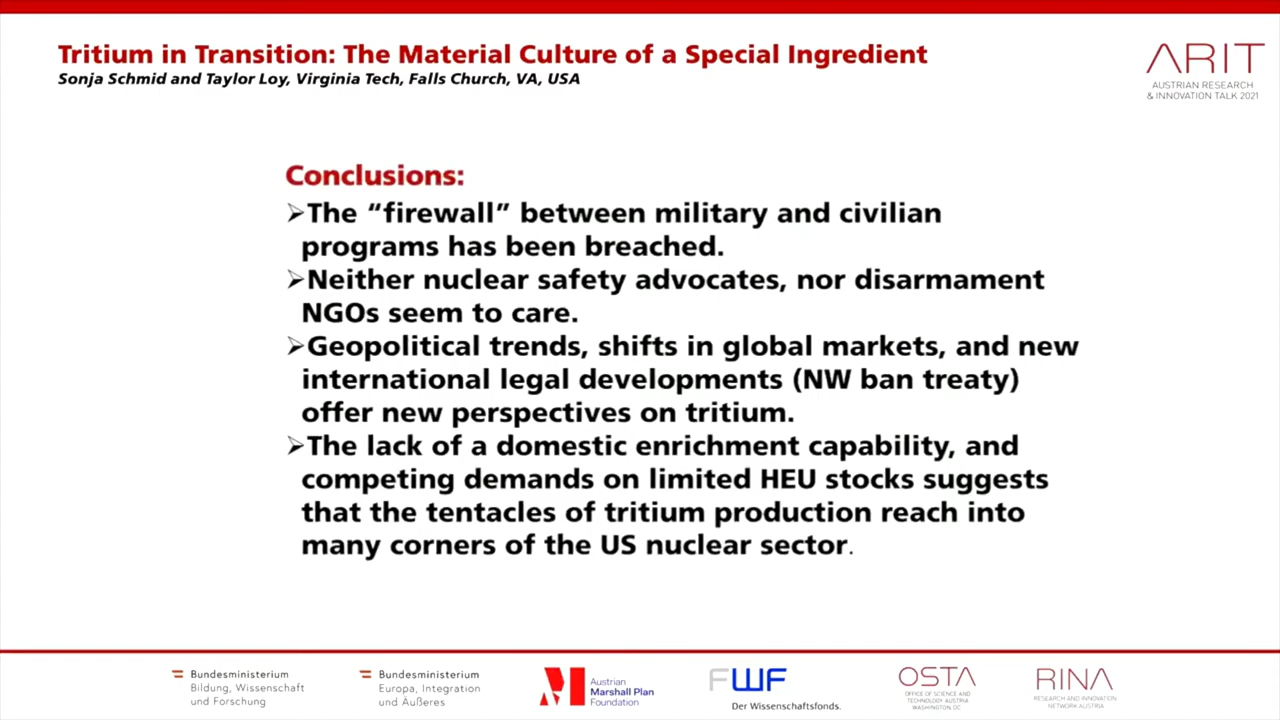 Tritium in Transition: The Material Culture of a Special Ingredient
Sonja Schmid and Taylor Loy, Virginia Tech, Falls Church, VA, USA
ARIT
AUSTRIAN RESEARCH
& INNOVATION TALK 2021
Conclusions:
➢The “firewall” between military and civilian
programs has been breached.
➢Neither nuclear safety advocates, nor disarmament
NGOs seem to care.
➢Geopolitical trends, shifts in global markets, and new
international legal developments (NW ban treaty)
offer new perspectives on tritium.
➢The lack of a domestic enrichment capability, and
competing demands on limited HEU stocks suggests
that the tentacles of tritium production reach into
many corners of the US nuclear sector.
Bundesministerium
Bildung, Wissenschaft
und Forschung
Bundesministerium
Europa, Integration
und Äußeres
Austrian
Marshall Plan
Foundation
FWF
Der Wissenschaftsfonds.
OSTA
OFFICE OF SCIENCE AND
TECHNOLOGY AUSTRIA
WASHINGTON, DC
RINA
RESEARCH AND INNOVATION
NETWORK AUSTRIA